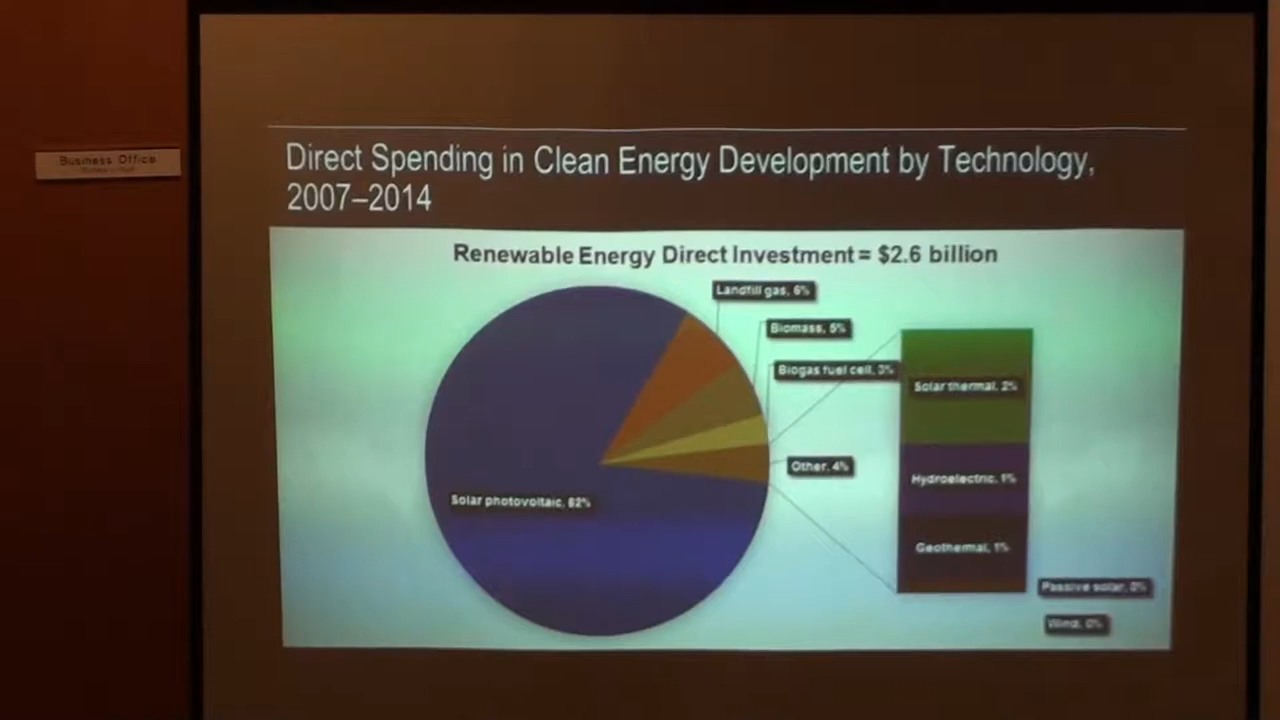 Business Office
Direct Spending in Clean Energy Development by Technology,
2007–2014
Renewable Energy Direct Investment = $2.6 billion
Landfill gas, 6%
Biomass, 5%
Biogas fuel cell, 3%
Solar thermal, 2%
Other, 4%
Hydroelectric, 1%
Solar photovoltaic, 82%
Geothermal, 1%
Passive solar, 0%
Wind, 0%